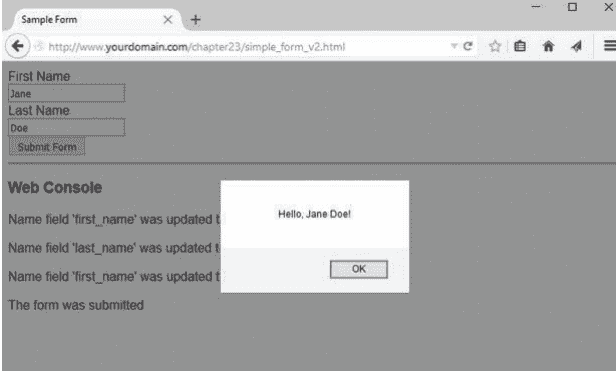 Sample Form
http://www.yourdomain.com/chapter23/simple_form_v2.html
First Name
Jane
Last Name
Doe
Submit Form
Web Console
Name field 'first_name' was updated t
Hello, Jane Doe!
Name field 'last_name' was updated t
Name field 'first_name' was updated t
OK
The form was submitted